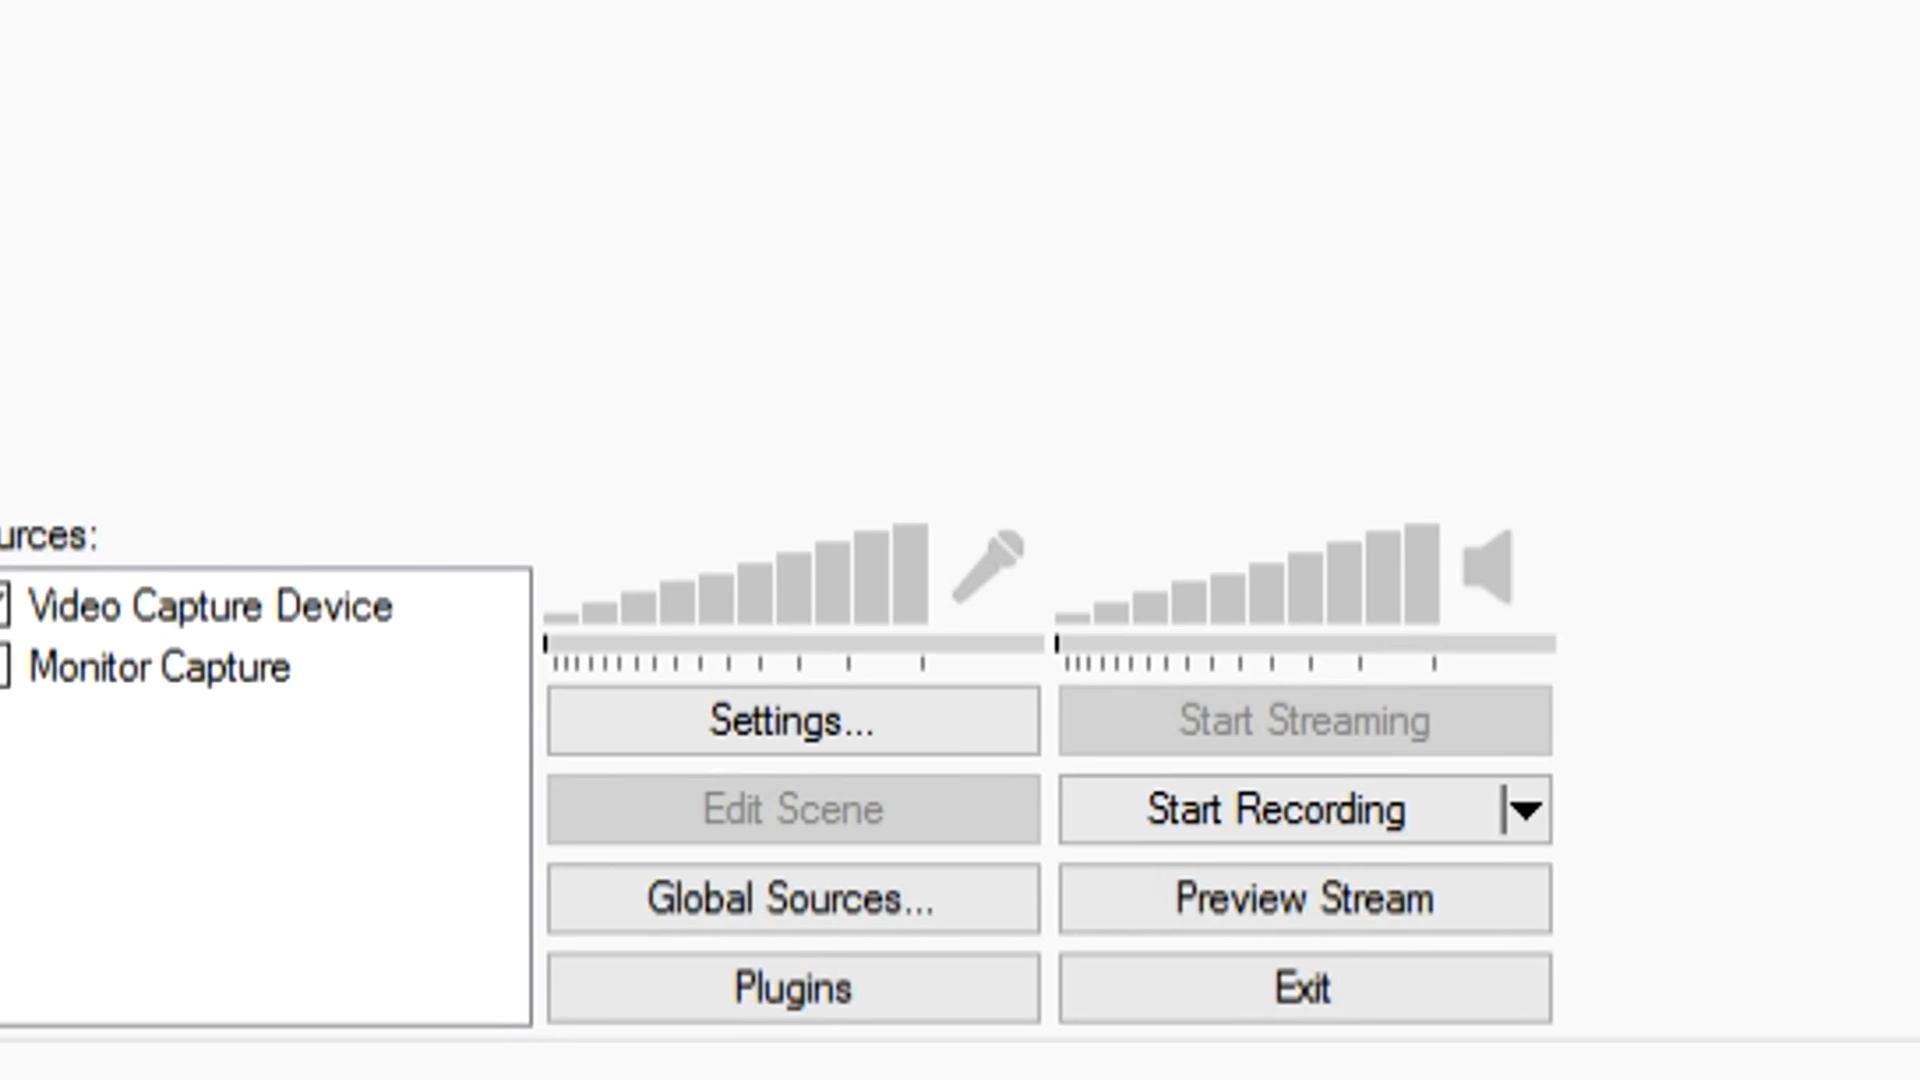 urces:
Video Capture Device
Monitor Capture
Settings...
Start Streaming
Edit Scene
Start Recording
Global Sources...
Preview Stream
Plugins
Exit